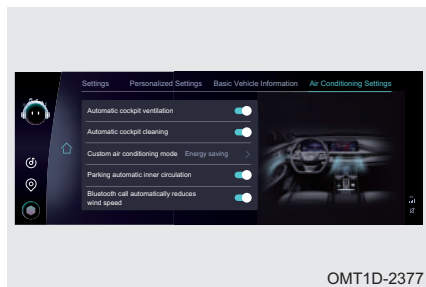 Settings Personalized Settings Basic Vehicle Information Air Conditioning Settings
Automatic cockpit ventilation
Automatic cockpit cleaning
Custom air conditioning mode Energy saving
Parking automatic inner circulation
Bluetooth call automatically reduces
wind speed
OMT1D-2377